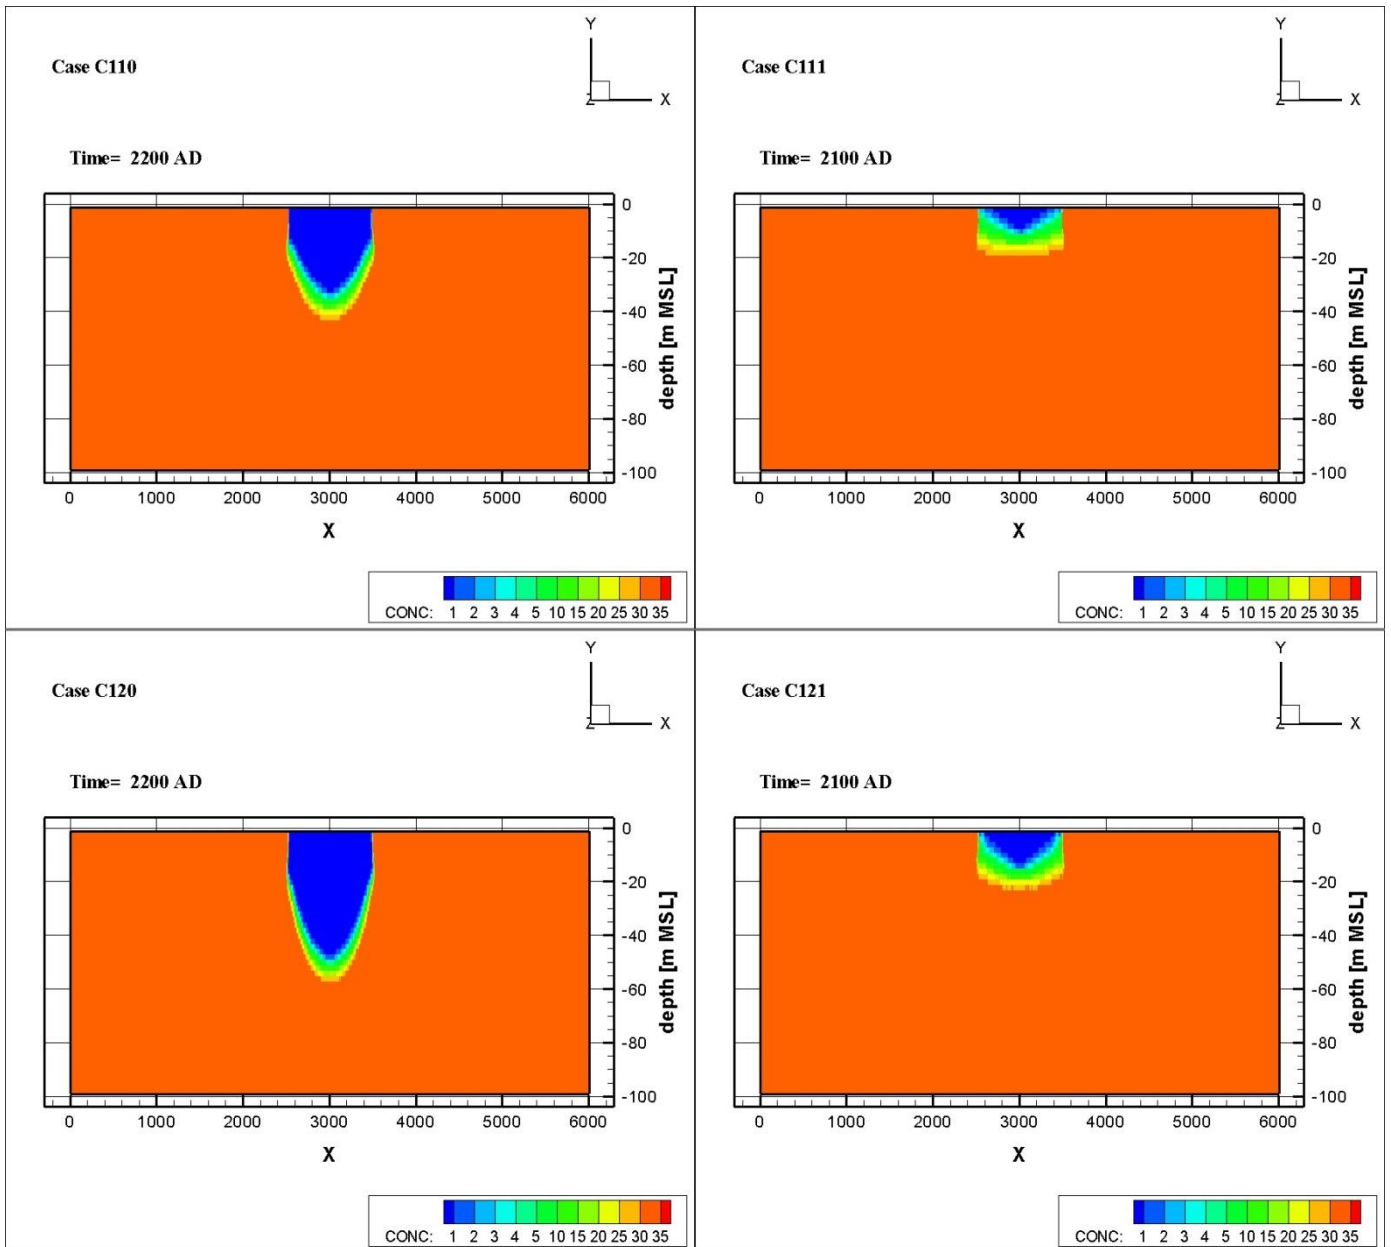 Y
Case C110
Z X
Time= 2200 AD
0
-20
-40
-60
-80
-100
depth [m MSL]
0 1000 2000 3000 4000 5000 6000
X
CONC: 1 2 3 4 5 10 15 20 25 30 35
Y
Case C111
Z X
Time= 2100 AD
0
-20
-40
-60
-80
-100
depth [m MSL]
0 1000 2000 3000 4000 5000 6000
X
CONC: 1 2 3 4 5 10 15 20 25 30 35
Y
Case C120
Z X
Time= 2200 AD
0
-20
-40
-60
-80
-100
depth [m MSL]
0 1000 2000 3000 4000 5000 6000
X
CONC: 1 2 3 4 5 10 15 20 25 30 35
Y
Case C121
Z X
Time= 2100 AD
0
-20
-40
-60
-80
-100
depth [m MSL]
0 1000 2000 3000 4000 5000 6000
X
CONC: 1 2 3 4 5 10 15 20 25 30 35